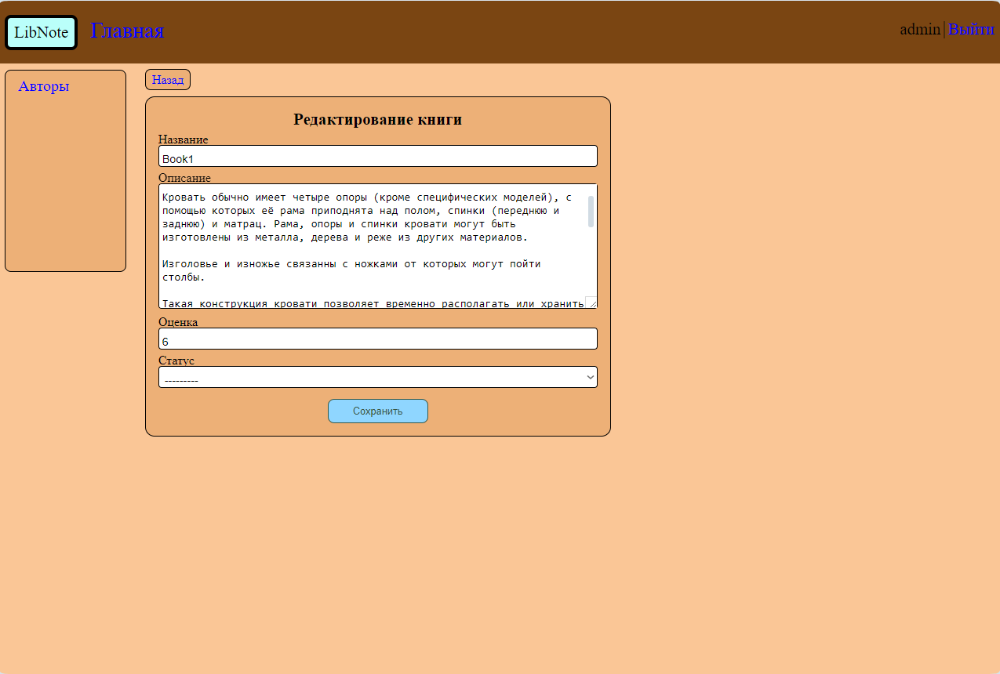 LibNote
Главная
admin|Выйти
Авторы
Назад
Редактирование книги
Название
Book1
Описание
Кровать обычно имеет четыре опоры (кроме специфических моделей), с
помощью которых её рама приподнята над полом, спинки (переднюю и
заднюю) и матрац. Рама, опоры и спинки кровати могут быть
изготовлены из металла, дерева и реже из других материалов.
Изголовье и изножье связанны с ножками от которых могут пойти
столбы.
Такая конструкция кровати позволяет временно располагать или хранить
Оценка
6
Статус
---------
Сохранить